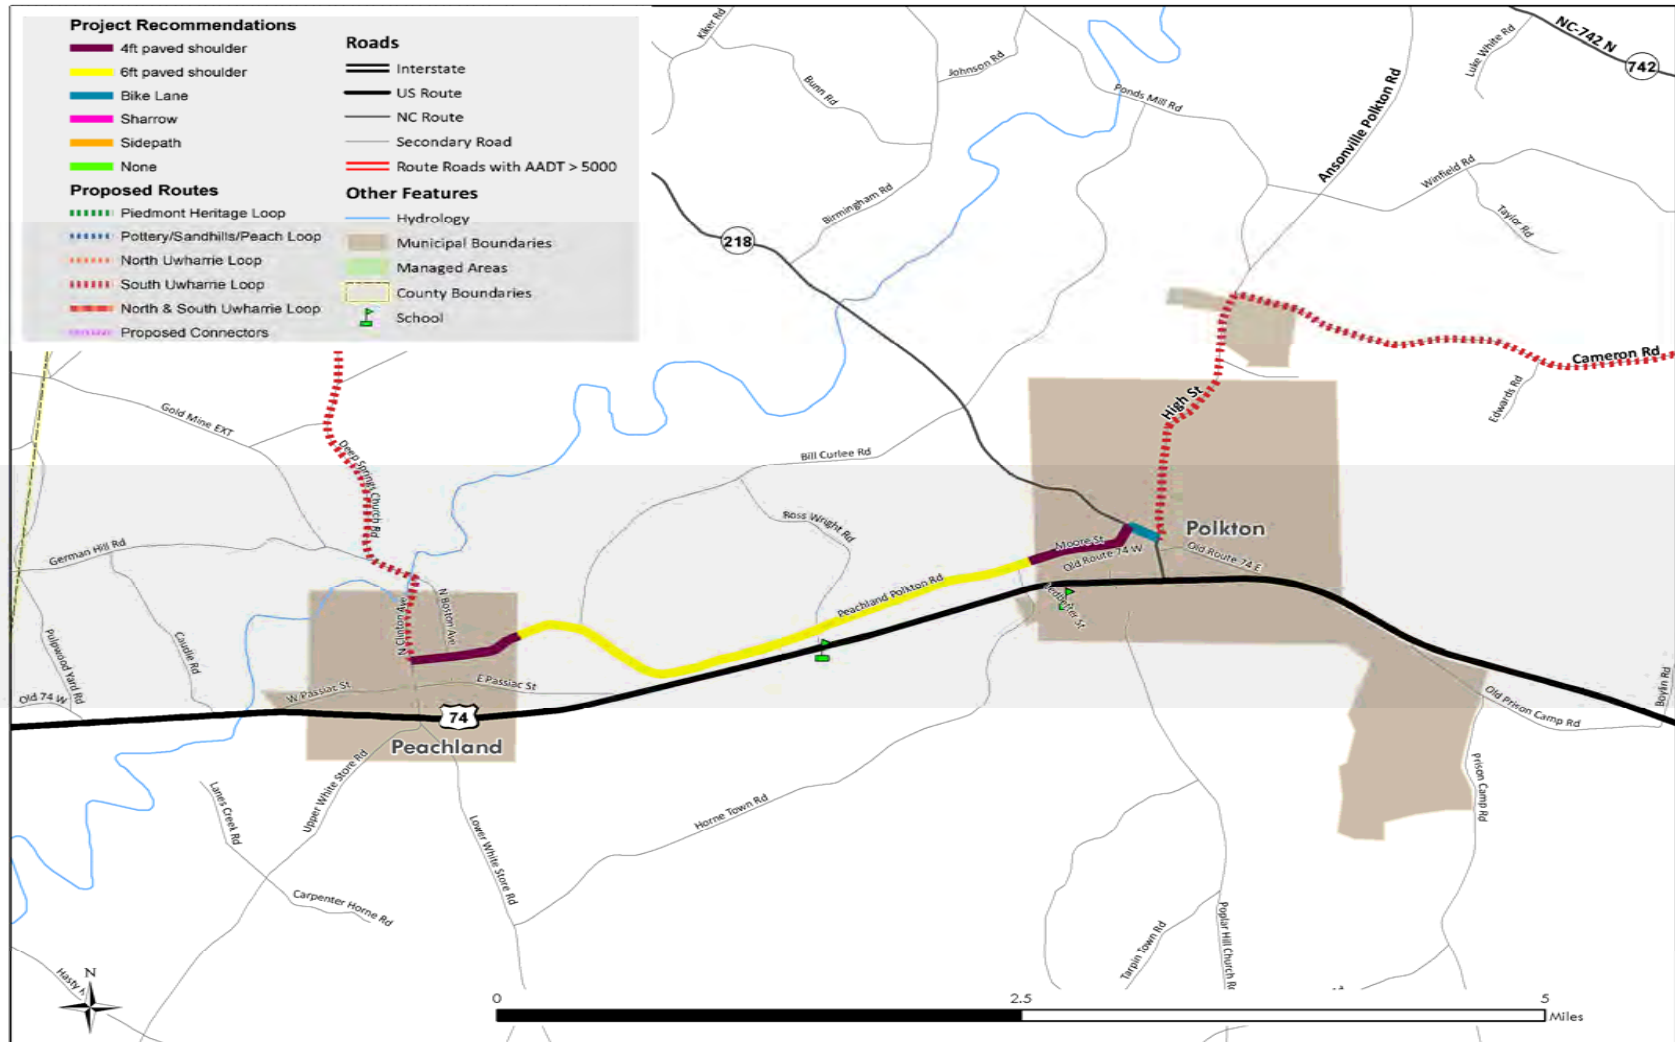 Project Recommendations
4ft paved shoulder
6ft paved shoulder
Bike Lane
Sharrow
Sidepath
None
Proposed Routes
Piedmont Heritage Loop
Pottery/Sandhills/Peach Loop
North Uwharrie Loop
South Uwharrie Loop
North & South Uwharrie Loop
Proposed Connectors
Roads
Interstate
US Route
NC Route
Secondary Road
Route Roads with AADT > 5000
Other Features
Hydrology
Municipal Boundaries
Managed Areas
County Boundaries
School
Kiker Rd
Bunn Rd
Johnson Rd
Ponds Mill Rd
Ansonville Polkton Rd
Luke White Rd
NC-742 N
742
Winfield Rd
Taylor Rd
Birmingham Rd
218
Cameron Rd
Edwards Rd
High St
Gold Mine EXT
Deep Springs Church Rd
Bill Curlee Rd
Ross Wright Rd
Polkton
Moore St
Old Route 74 W
Old Route 74 E
German Hill Rd
N Clinton Ave
N Boston Ave
Peachland Polkton Rd
Pulpwood Yard Rd
Caudle Rd
Old 74 W
W Passiac St
E Passiac St
74
Peachland
Old Prison Camp Rd
Boylin Rd
Prison Camp Rd
Upper White Store Rd
Lanes Creek Rd
Lower White Store Rd
Horne Town Rd
Carpenter Horne Rd
Tarpin Town Rd
Poplar Hill Church
Hasty
N
0
2.5
5
Miles